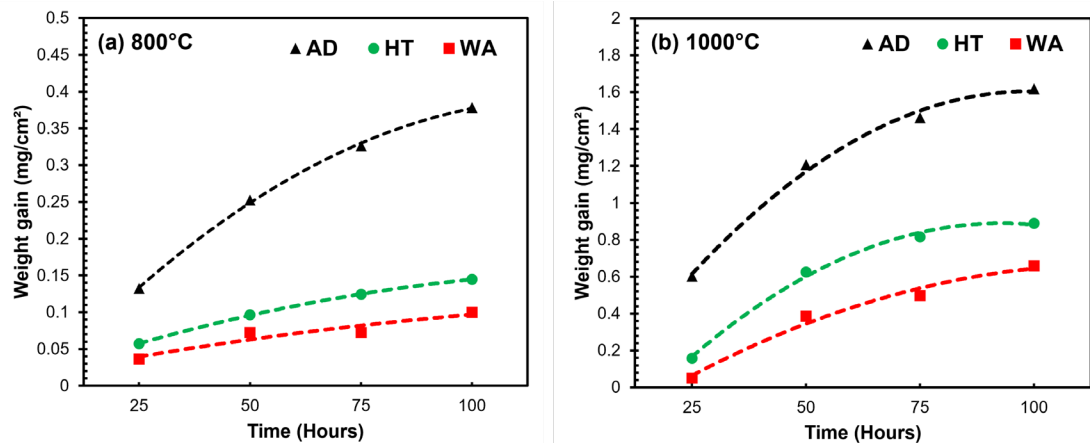 (a) 800°C
AD HT WA
Weight gain (mg/cm²)
0.5
0.45
0.4
0.35
0.3
0.25
0.2
0.15
0.1
0.05
0
25 50 75 100
Time (Hours)
(b) 1000°C
AD HT WA
Weight gain (mg/cm²)
2
1.8
1.6
1.4
1.2
1
0.8
0.6
0.4
0.2
0
25 50 75 100
Time (Hours)